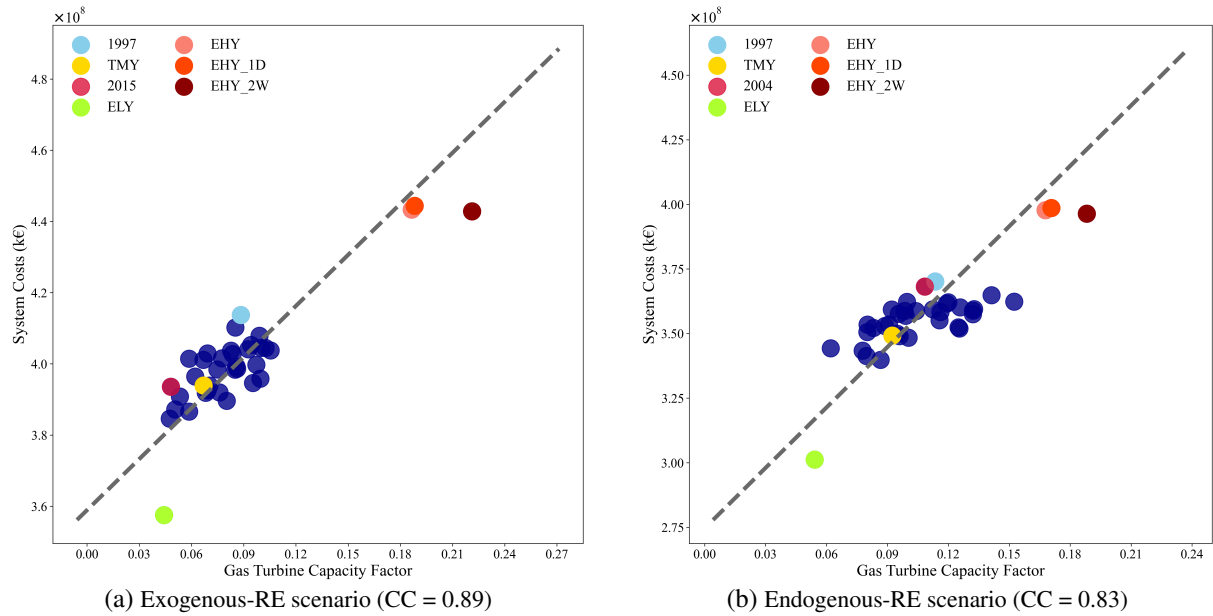 ×10⁸
1997
TMY
2015
ELY
EHY
EHY_1D
EHY_2W
System Costs (k€)
4.8
4.6
4.4
4.2
4.0
3.8
3.6
0.00 0.03 0.06 0.09 0.12 0.15 0.18 0.21 0.24 0.27
Gas Turbine Capacity Factor
(a) Exogenous-RE scenario (CC = 0.89)
×10⁸
1997
TMY
2004
ELY
EHY
EHY_1D
EHY_2W
System Costs (k€)
4.50
4.25
4.00
3.75
3.50
3.25
3.00
2.75
0.00 0.03 0.06 0.09 0.12 0.15 0.18 0.21 0.24
Gas Turbine Capacity Factor
(b) Endogenous-RE scenario (CC = 0.83)